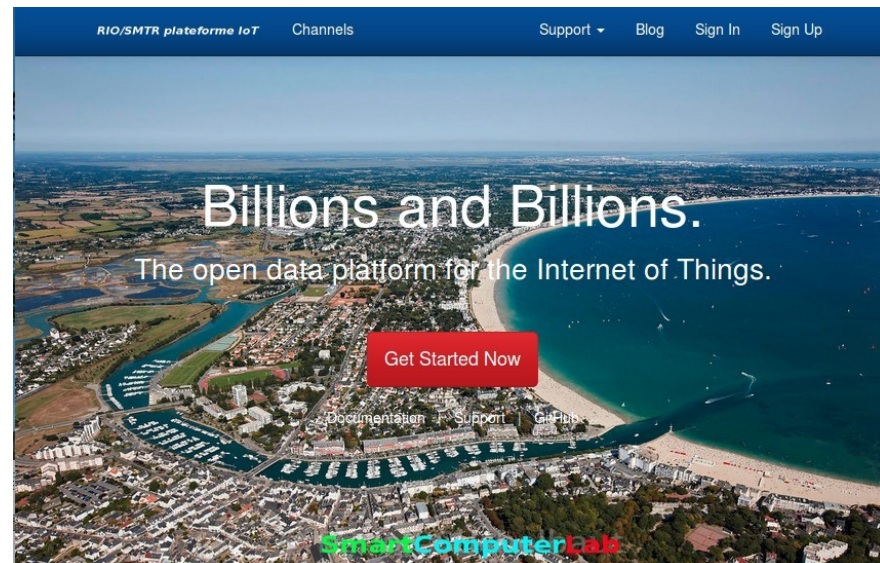 RIO/SMTR plateforme IoT Channels Support Blog Sign In Sign Up
Billions and Billions.
The open data platform for the Internet of Things.
Get Started Now
Documentation Support GitHub
SmartComputerLab